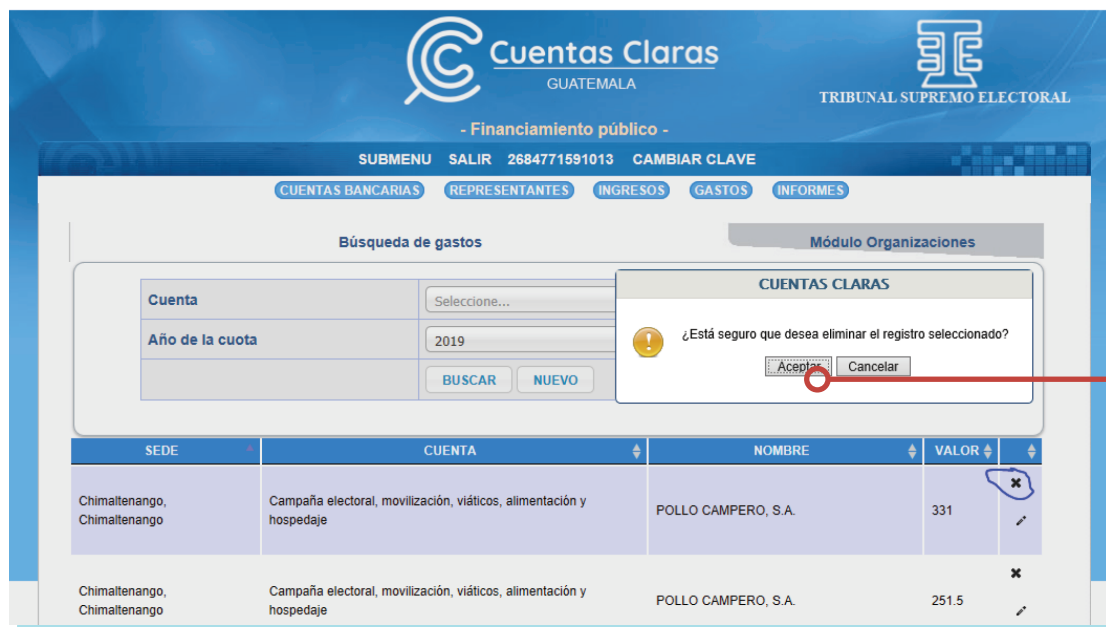 Cuentas Claras
GUATEMALA
TRIBUNAL SUPREMO ELECTORAL
- Financiamiento público -
SUBMENU SALIR 2684771591013 CAMBIAR CLAVE
CUENTAS BANCARIAS REPRESENTANTES INGRESOS GASTOS INFORMES
Búsqueda de gastos
Módulo Organizaciones
CUENTAS CLARAS
¿Está seguro que desea eliminar el registro seleccionado?
Aceptar Cancelar
Cuenta Seleccione...
Año de la cuota 2019
BUSCAR NUEVO
SEDE CUENTA NOMBRE VALOR
Chimaltenango,
Chimaltenango
Campaña electoral, movilización, viáticos, alimentación y
hospedaje
POLLO CAMPERO, S.A.
331
Chimaltenango,
Chimaltenango
Campaña electoral, movilización, viáticos, alimentación y
hospedaje
POLLO CAMPERO, S.A.
251.5